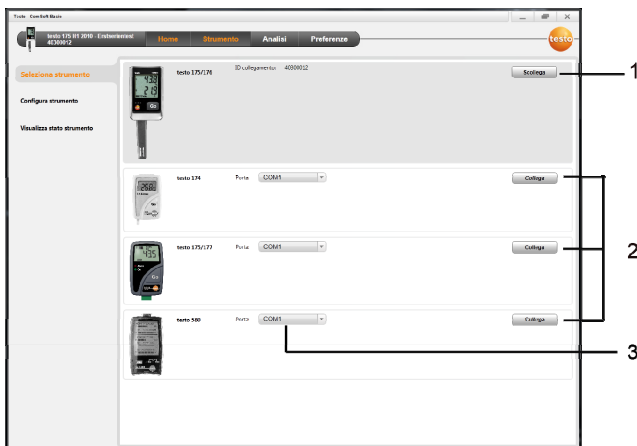 Testo Comfort Basic
testo 175 H1 2010 - Erstserientest
40300012
Home Strumento Analisi Preferenze
testo
Seleziona strumento
Configura strumento
Visualizza stato strumento
testo 175/176 ID collegamento: 40300012 Scollega
1
testo 174 Porta: COM1 Collega
2
testo 175/177 Porta: COM1 Collega
testo 580 Porta: COM1 Collega
3